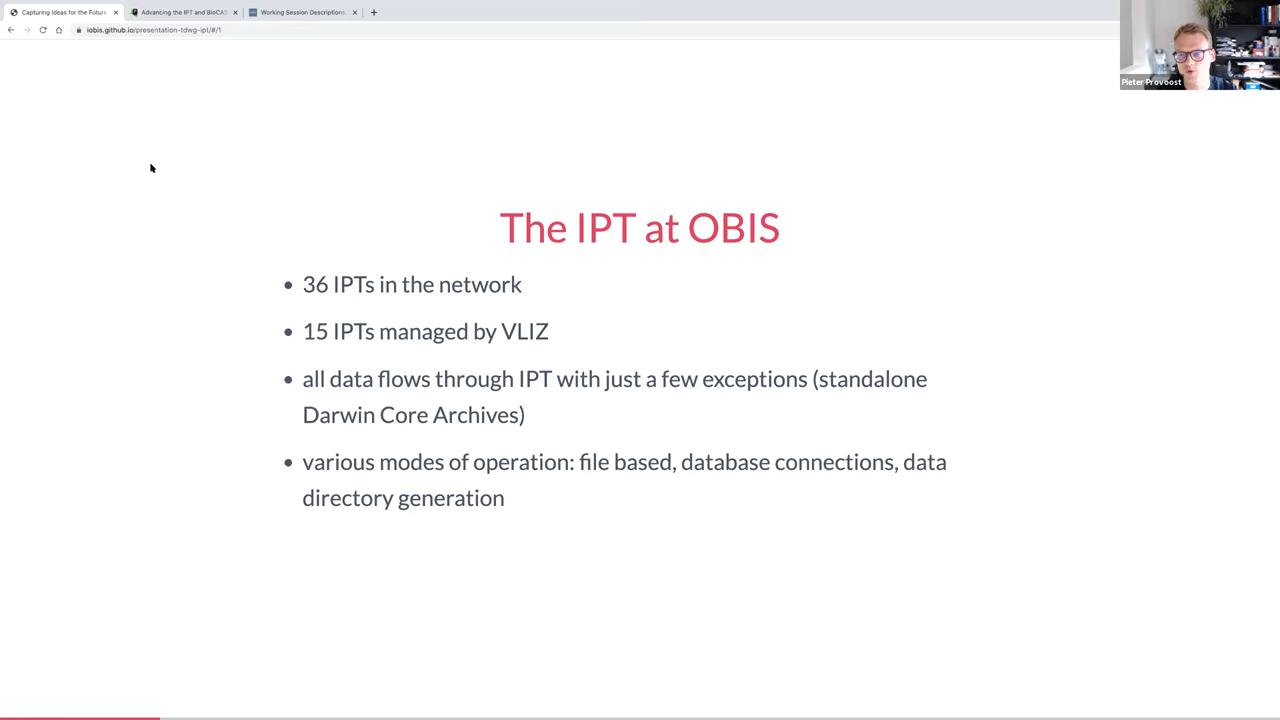 Capturing Ideas for the Future
Advancing the IPT and BioCAS
Working Session Descriptions,
iobis.github.io/presentation-tdwg-ipt/#/1
Pieter Provoost
The IPT at OBIS
• 36 IPTs in the network
• 15 IPTs managed by VLIZ
• all data flows through IPT with just a few exceptions (standalone
Darwin Core Archives)
• various modes of operation: file based, database connections, data
directory generation